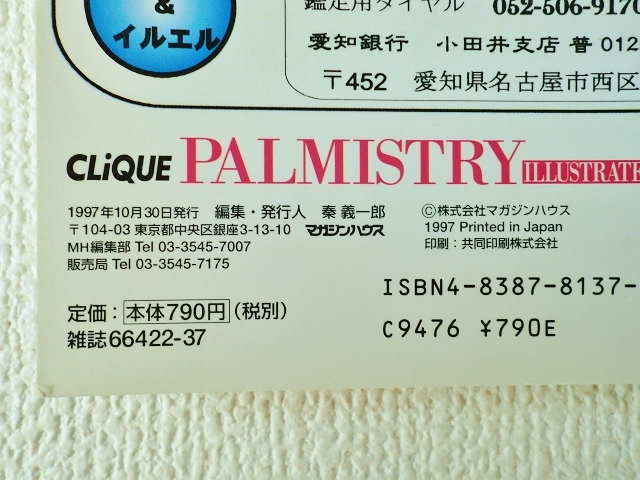 &
イルエル
鑑定用ダイヤル 052-506-9170
愛知銀行 小田井支店 普 012
〒452 愛知県名古屋市西区
CLiQUE PALMISTRY ILLUSTRATE
1997年10月30日発行 編集・発行人 秦 義一郎
〒104-03 東京都中央区銀座3-13-10 マガジンハウス
MH編集部 Tel 03-3545-7007
販売局 Tel 03-3545-7175
©株式会社マガジンハウス
1997 Printed in Japan
印刷：共同印刷株式会社
定価：本体790円(税別)
雑誌66422-37
ISBN4-8387-8137-
C9476 ¥790E